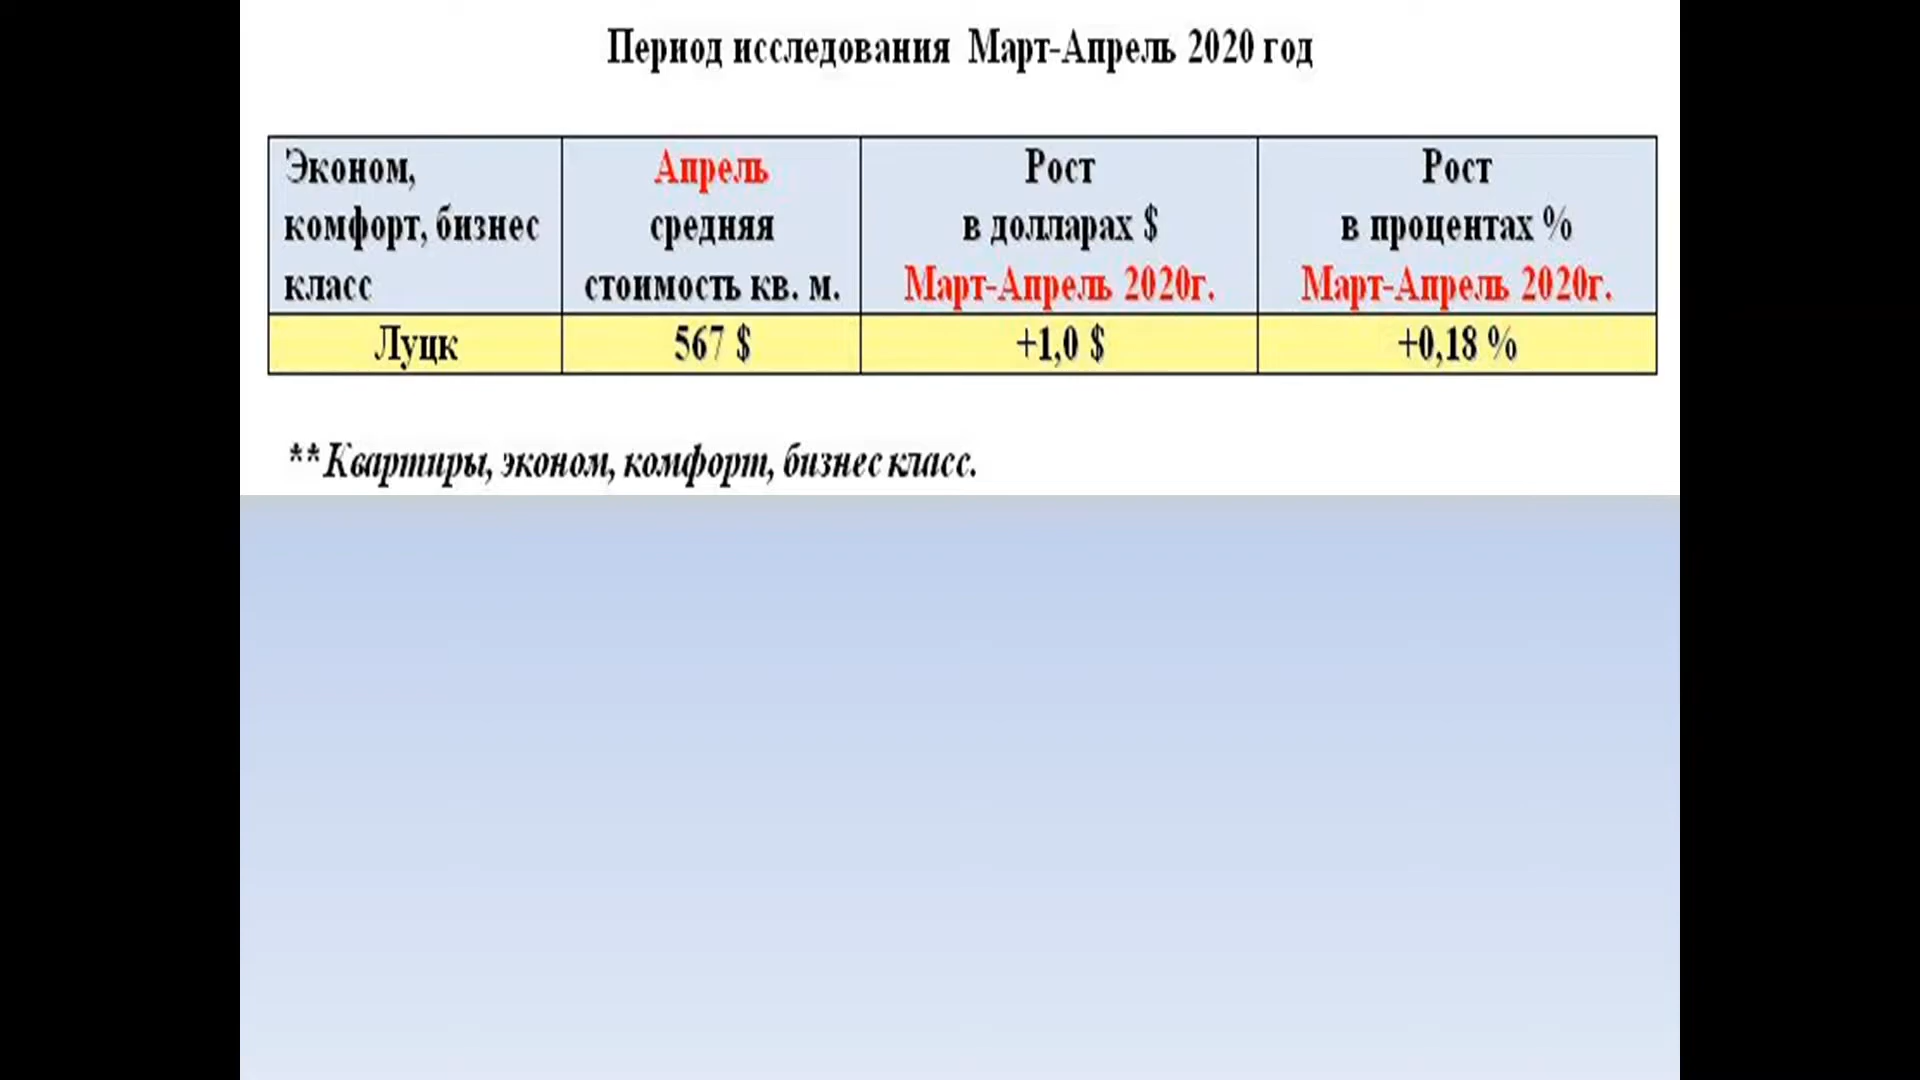 Период исследования Март-Апрель 2020 год
Эконом,
комфорт, бизнес
класс
Апрель
средняя
стоимость кв. м.
Рост
в долларах $
Март-Апрель 2020г.
Рост
в процентах %
Март-Апрель 2020г.
Луцк
567 $
+1,0 $
+0,18 %
**Квартиры, эконом, комфорт, бизнес класс.